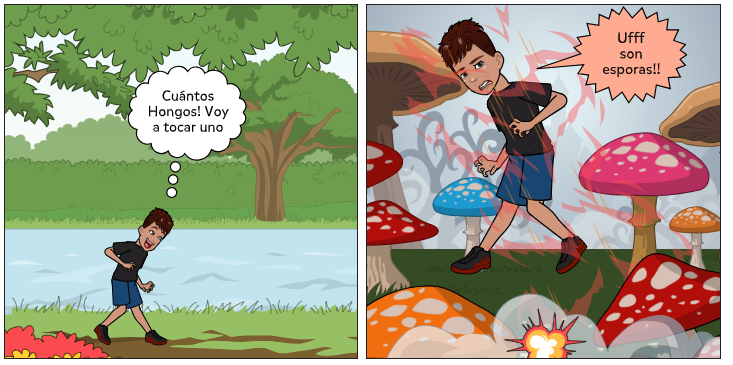 Cuántos
Hongos! Voy
a tocar uno
Ufff
son
esporas!!